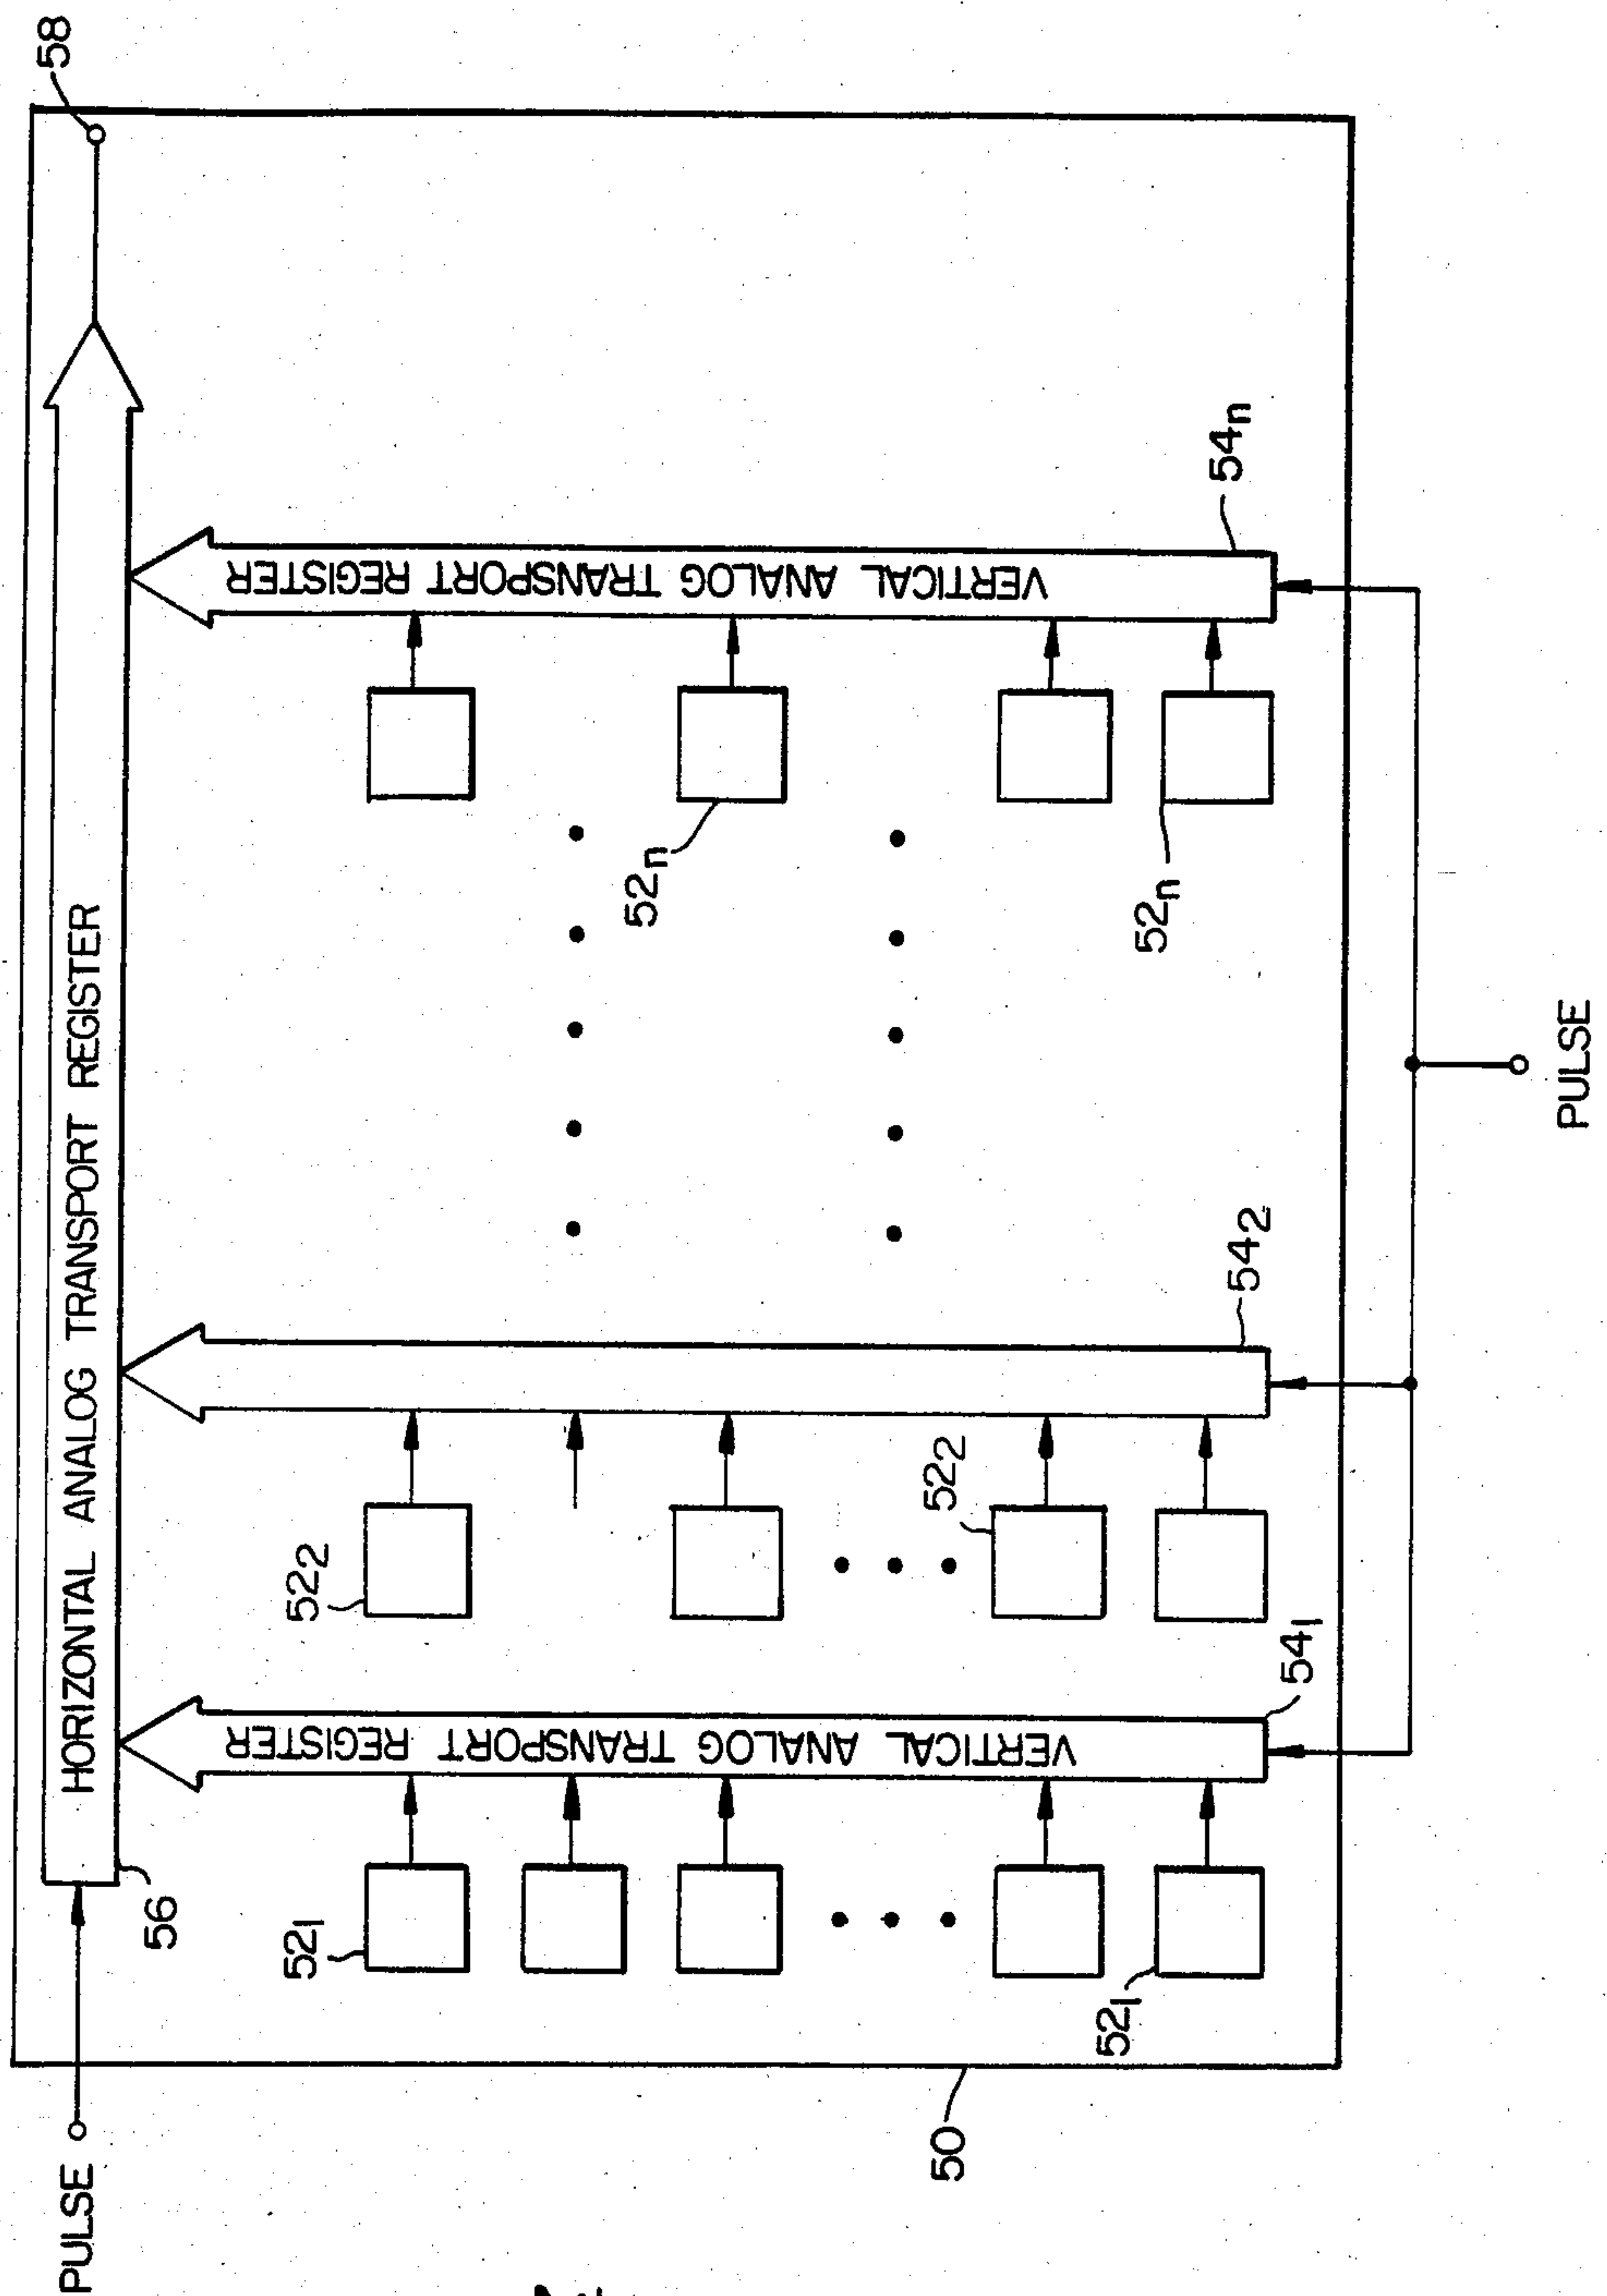 PULSE
HORIZONTAL ANALOG TRANSPORT REGISTER
58
56
52₁
52₂
52ₙ
VERTICAL ANALOG TRANSPORT REGISTER
VERTICAL ANALOG TRANSPORT REGISTER
52₂
52₁
54₁
54₂
52ₙ
54ₙ
50
PULSE